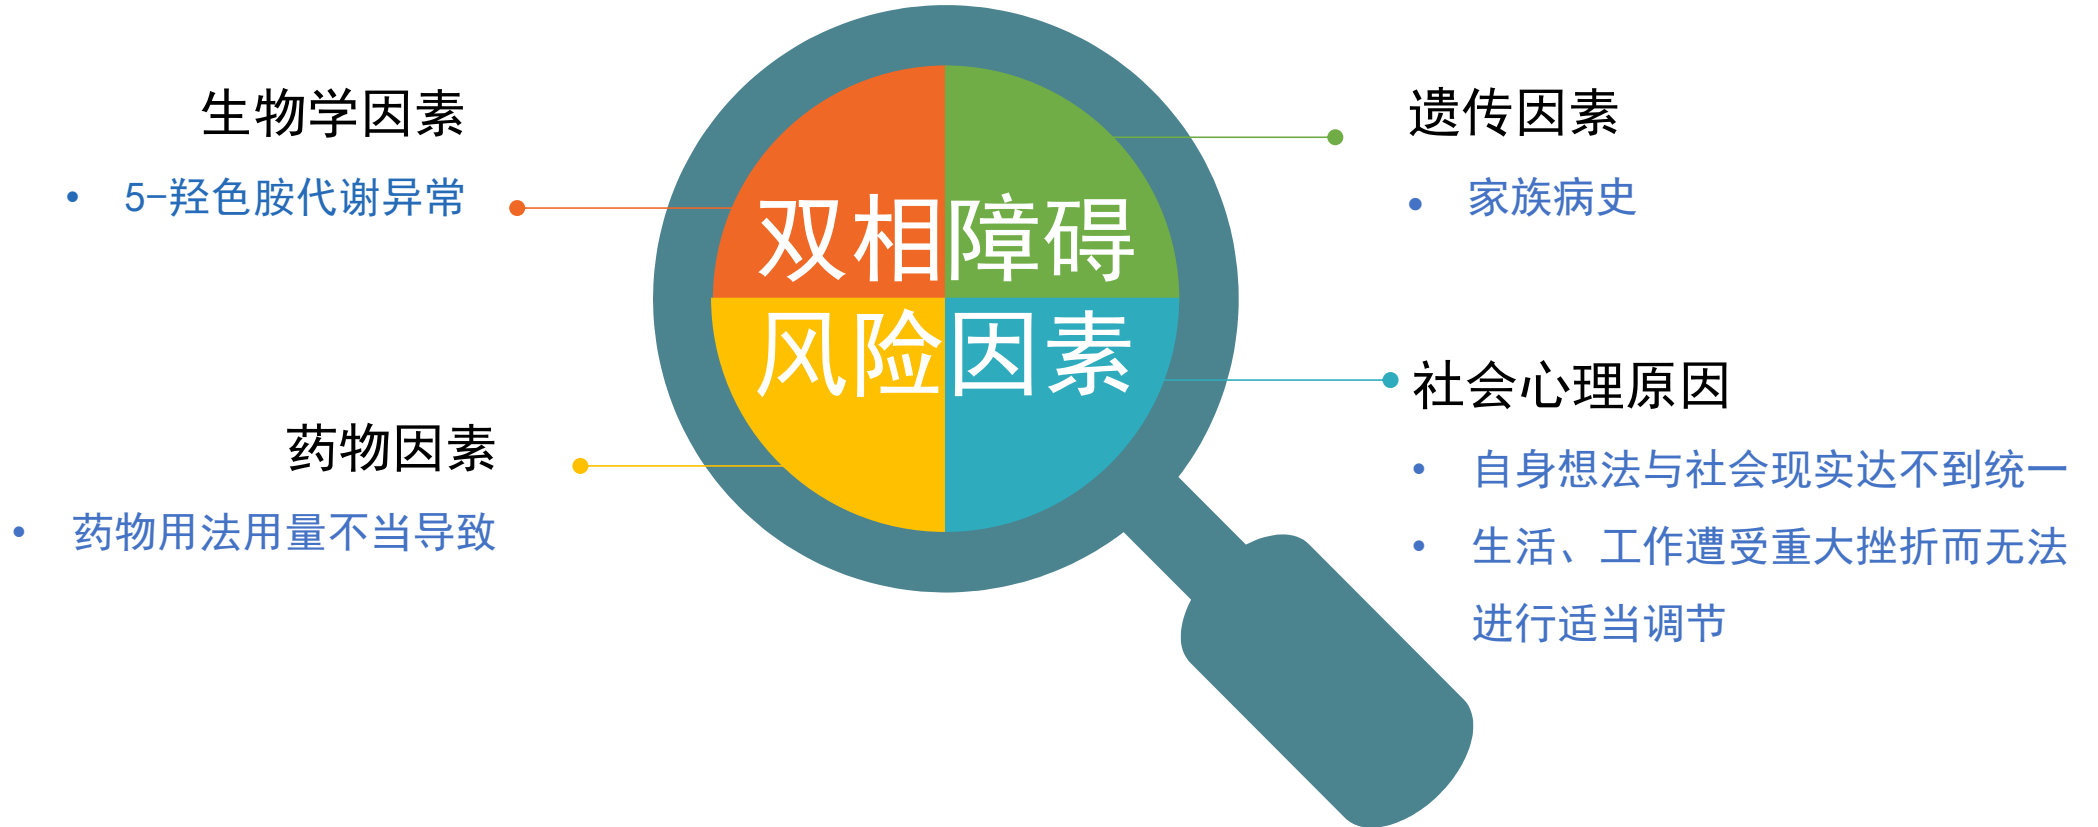 生物学因素
• 5-羟色胺代谢异常
药物因素
• 药物用法用量不当导致
双相障碍
风险因素
遗传因素
• 家族病史
社会心理原因
• 自身想法与社会现实达不到统一
• 生活、工作遭受重大挫折而无法
进行适当调节